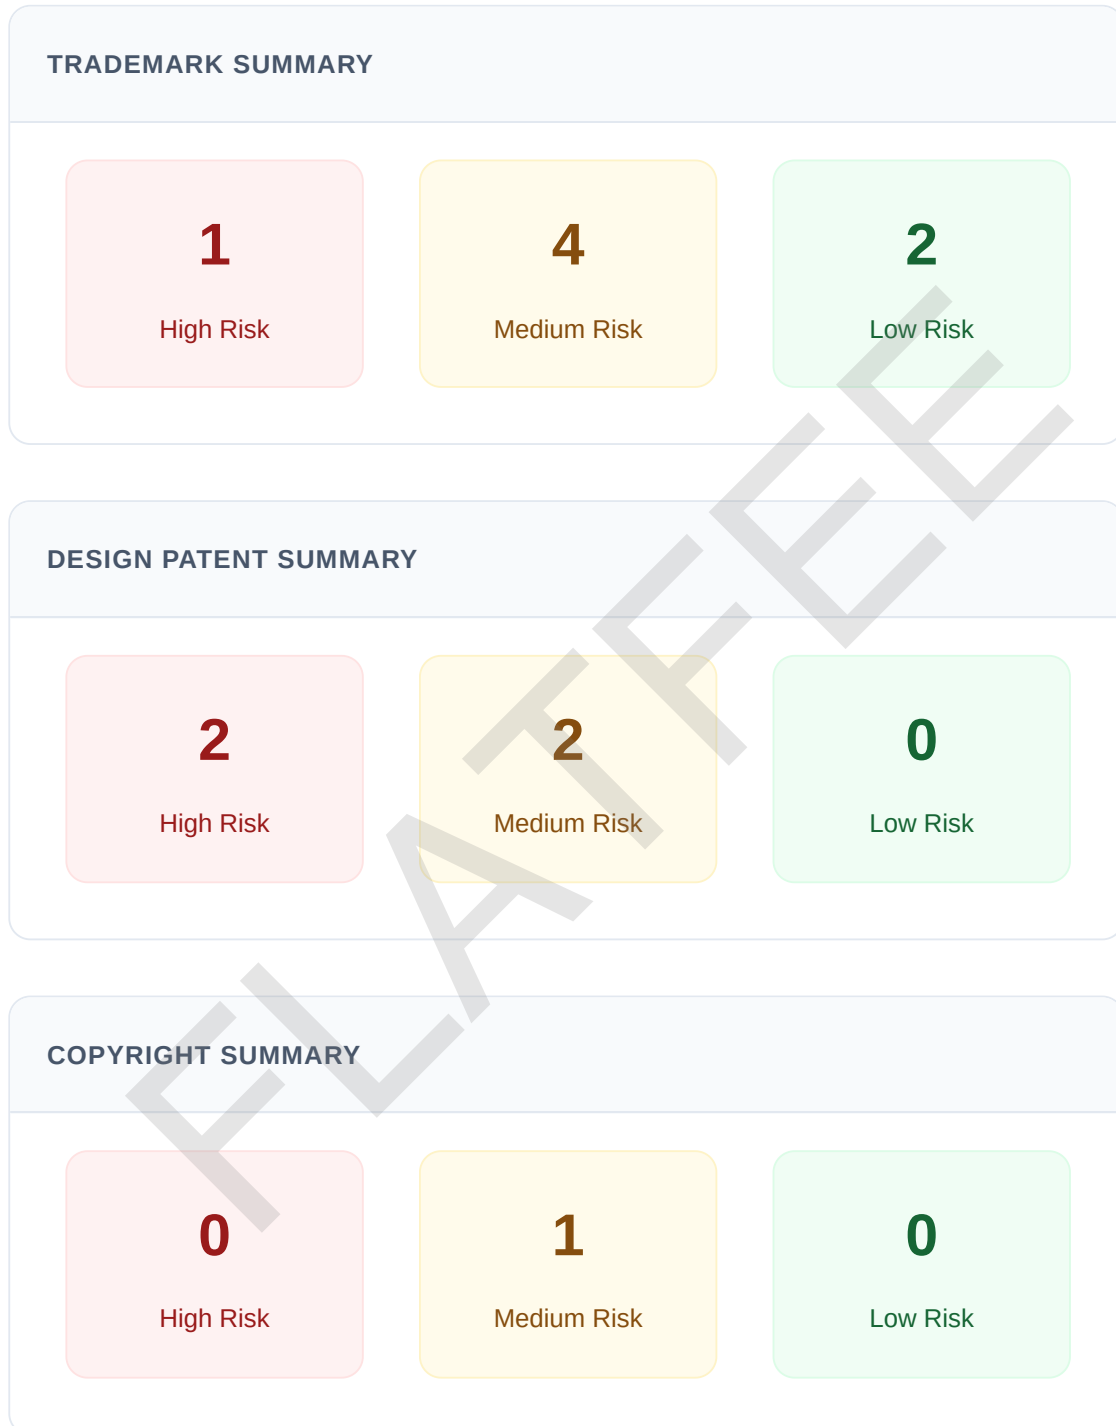 TRADEMARK SUMMARY
1
4
2
High Risk
Medium Risk
Low Risk
DESIGN PATENT SUMMARY
2
2
0
High Risk
Medium Risk
Low Risk
COPYRIGHT SUMMARY
0
1
0
High Risk
Medium Risk
Low Risk
FLATFEE